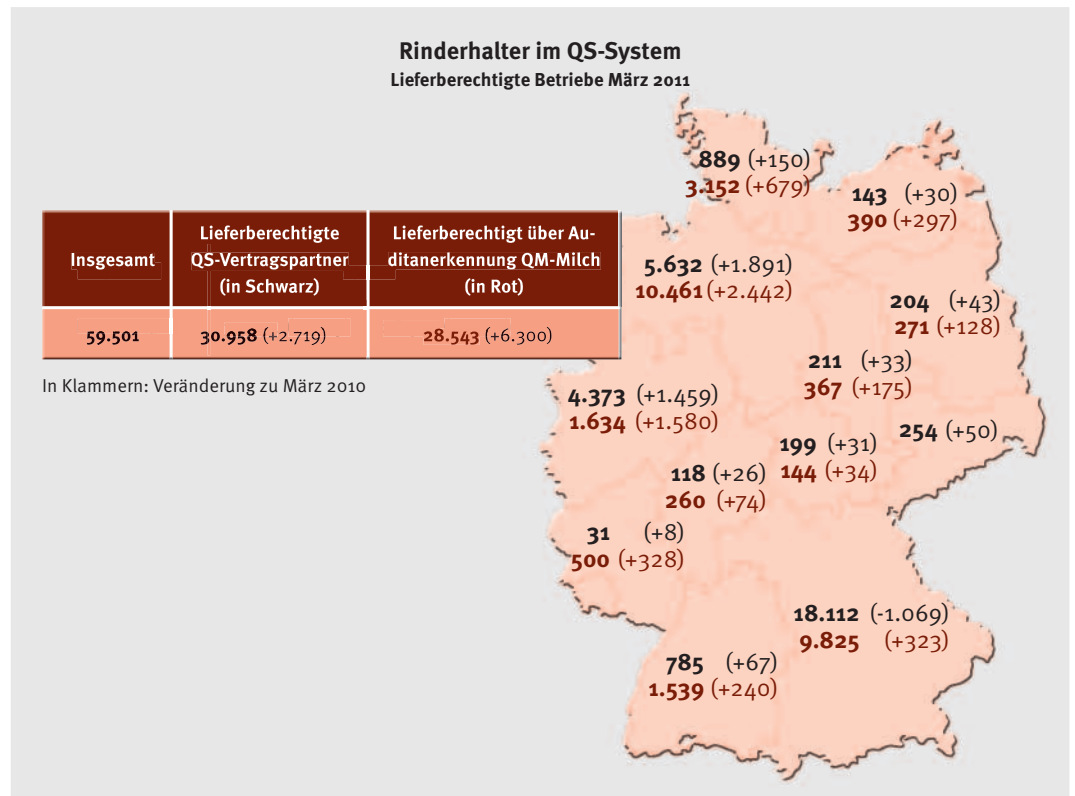 Rinderhalter im QS-System
Lieferberechtigte Betriebe März 2011
Insgesamt
Lieferberechtigte
QS-Vertragspartner
(in Schwarz)
Lieferberechtigt über Au-
ditanerkennung QM-Milch
(in Rot)
59.501
30.958 (+2.719)
28.543 (+6.300)
In Klammern: Veränderung zu März 2010
889 (+150)
3.152 (+679)
143 (+30)
390 (+297)
5.632 (+1.891)
10.461 (+2.442)
204 (+43)
271 (+128)
211 (+33)
367 (+175)
4.373 (+1.459)
1.634 (+1.580)
254 (+50)
199 (+31)
144 (+34)
118 (+26)
260 (+74)
31 (+8)
500 (+328)
18.112 (-1.069)
9.825 (+323)
785 (+67)
1.539 (+240)